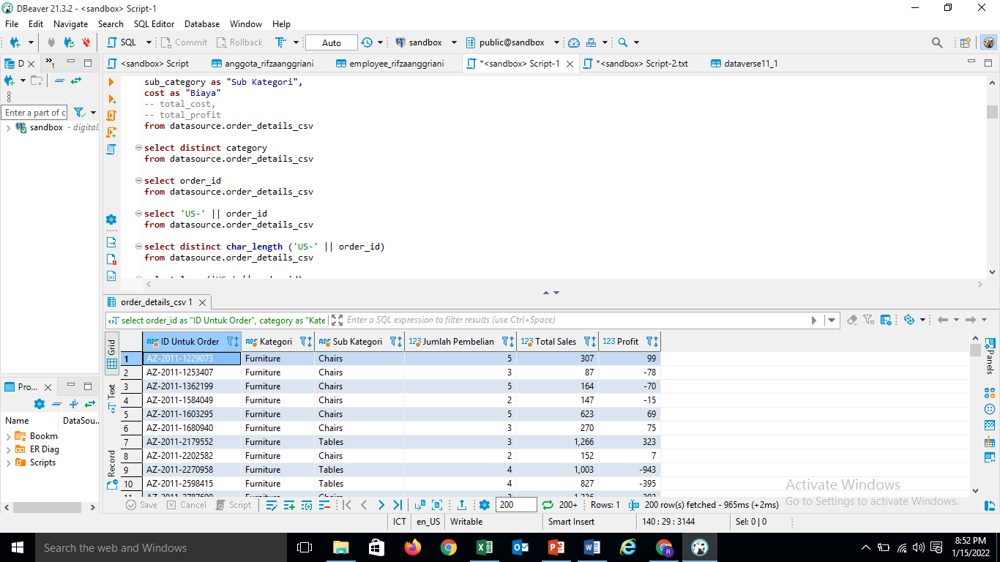 DBeaver 21.3.2 - <sandbox> Script-1
File Edit Navigate Search SQL Editor Database Window Help
SQL Commit Rollback Auto sandbox public@sandbox
D »1 <sandbox> Script anggota_rifzaanggriani employee_rifzaanggriani *<sandbox> Script-1 *<sandbox> Script-2.txt dataverse11_1
Enter a part of c
sandbox - digital
sub_category as "Sub Kategori",
cost as "Biaya"
-- total_cost,
-- total_profit
from datasource.order_details_csv
select distinct category
from datasource.order_details_csv
select order_id
from datasource.order_details_csv
select 'US-' || order_id
from datasource.order_details_csv
select distinct char_length ('US-' || order_id)
from datasource.order_details_csv
order_details_csv 1
select order_id as "ID Untuk Order", category as "Kate
Enter a SQL expression to filter results (use Ctrl+Space)
Grid
Text
Record
Panels
ABC ID Untuk Order ABC Kategori ABC Sub Kategori 123 Jumlah Pembelian 123 Total Sales 123 Profit
1 AZ-2011-1229073 Furniture Chairs 5 307 99
2 AZ-2011-1253407 Furniture Chairs 3 87 -78
3 AZ-2011-1362199 Furniture Chairs 5 164 -70
4 AZ-2011-1584049 Furniture Chairs 2 147 -15
5 AZ-2011-1603295 Furniture Chairs 5 623 69
6 AZ-2011-1680940 Furniture Chairs 3 270 75
7 AZ-2011-2179552 Furniture Tables 3 1,266 323
8 AZ-2011-2202582 Furniture Chairs 2 152 7
9 AZ-2011-2270958 Furniture Tables 4 1,003 -943
10 AZ-2011-2598415 Furniture Tables 4 827 -395
Pro...
Name DataSou..
Bookm
ER Diag
Scripts
Save Cancel Script 200 200+ Rows: 1 200 row(s) fetched - 965ms (+2ms)
Activate Windows
Go to Settings to activate Windows.
ICT en_US Writable Smart Insert 140 : 29 : 3144 Sel: 0 | 0
Search the web and Windows
8:52 PM
1/15/2022